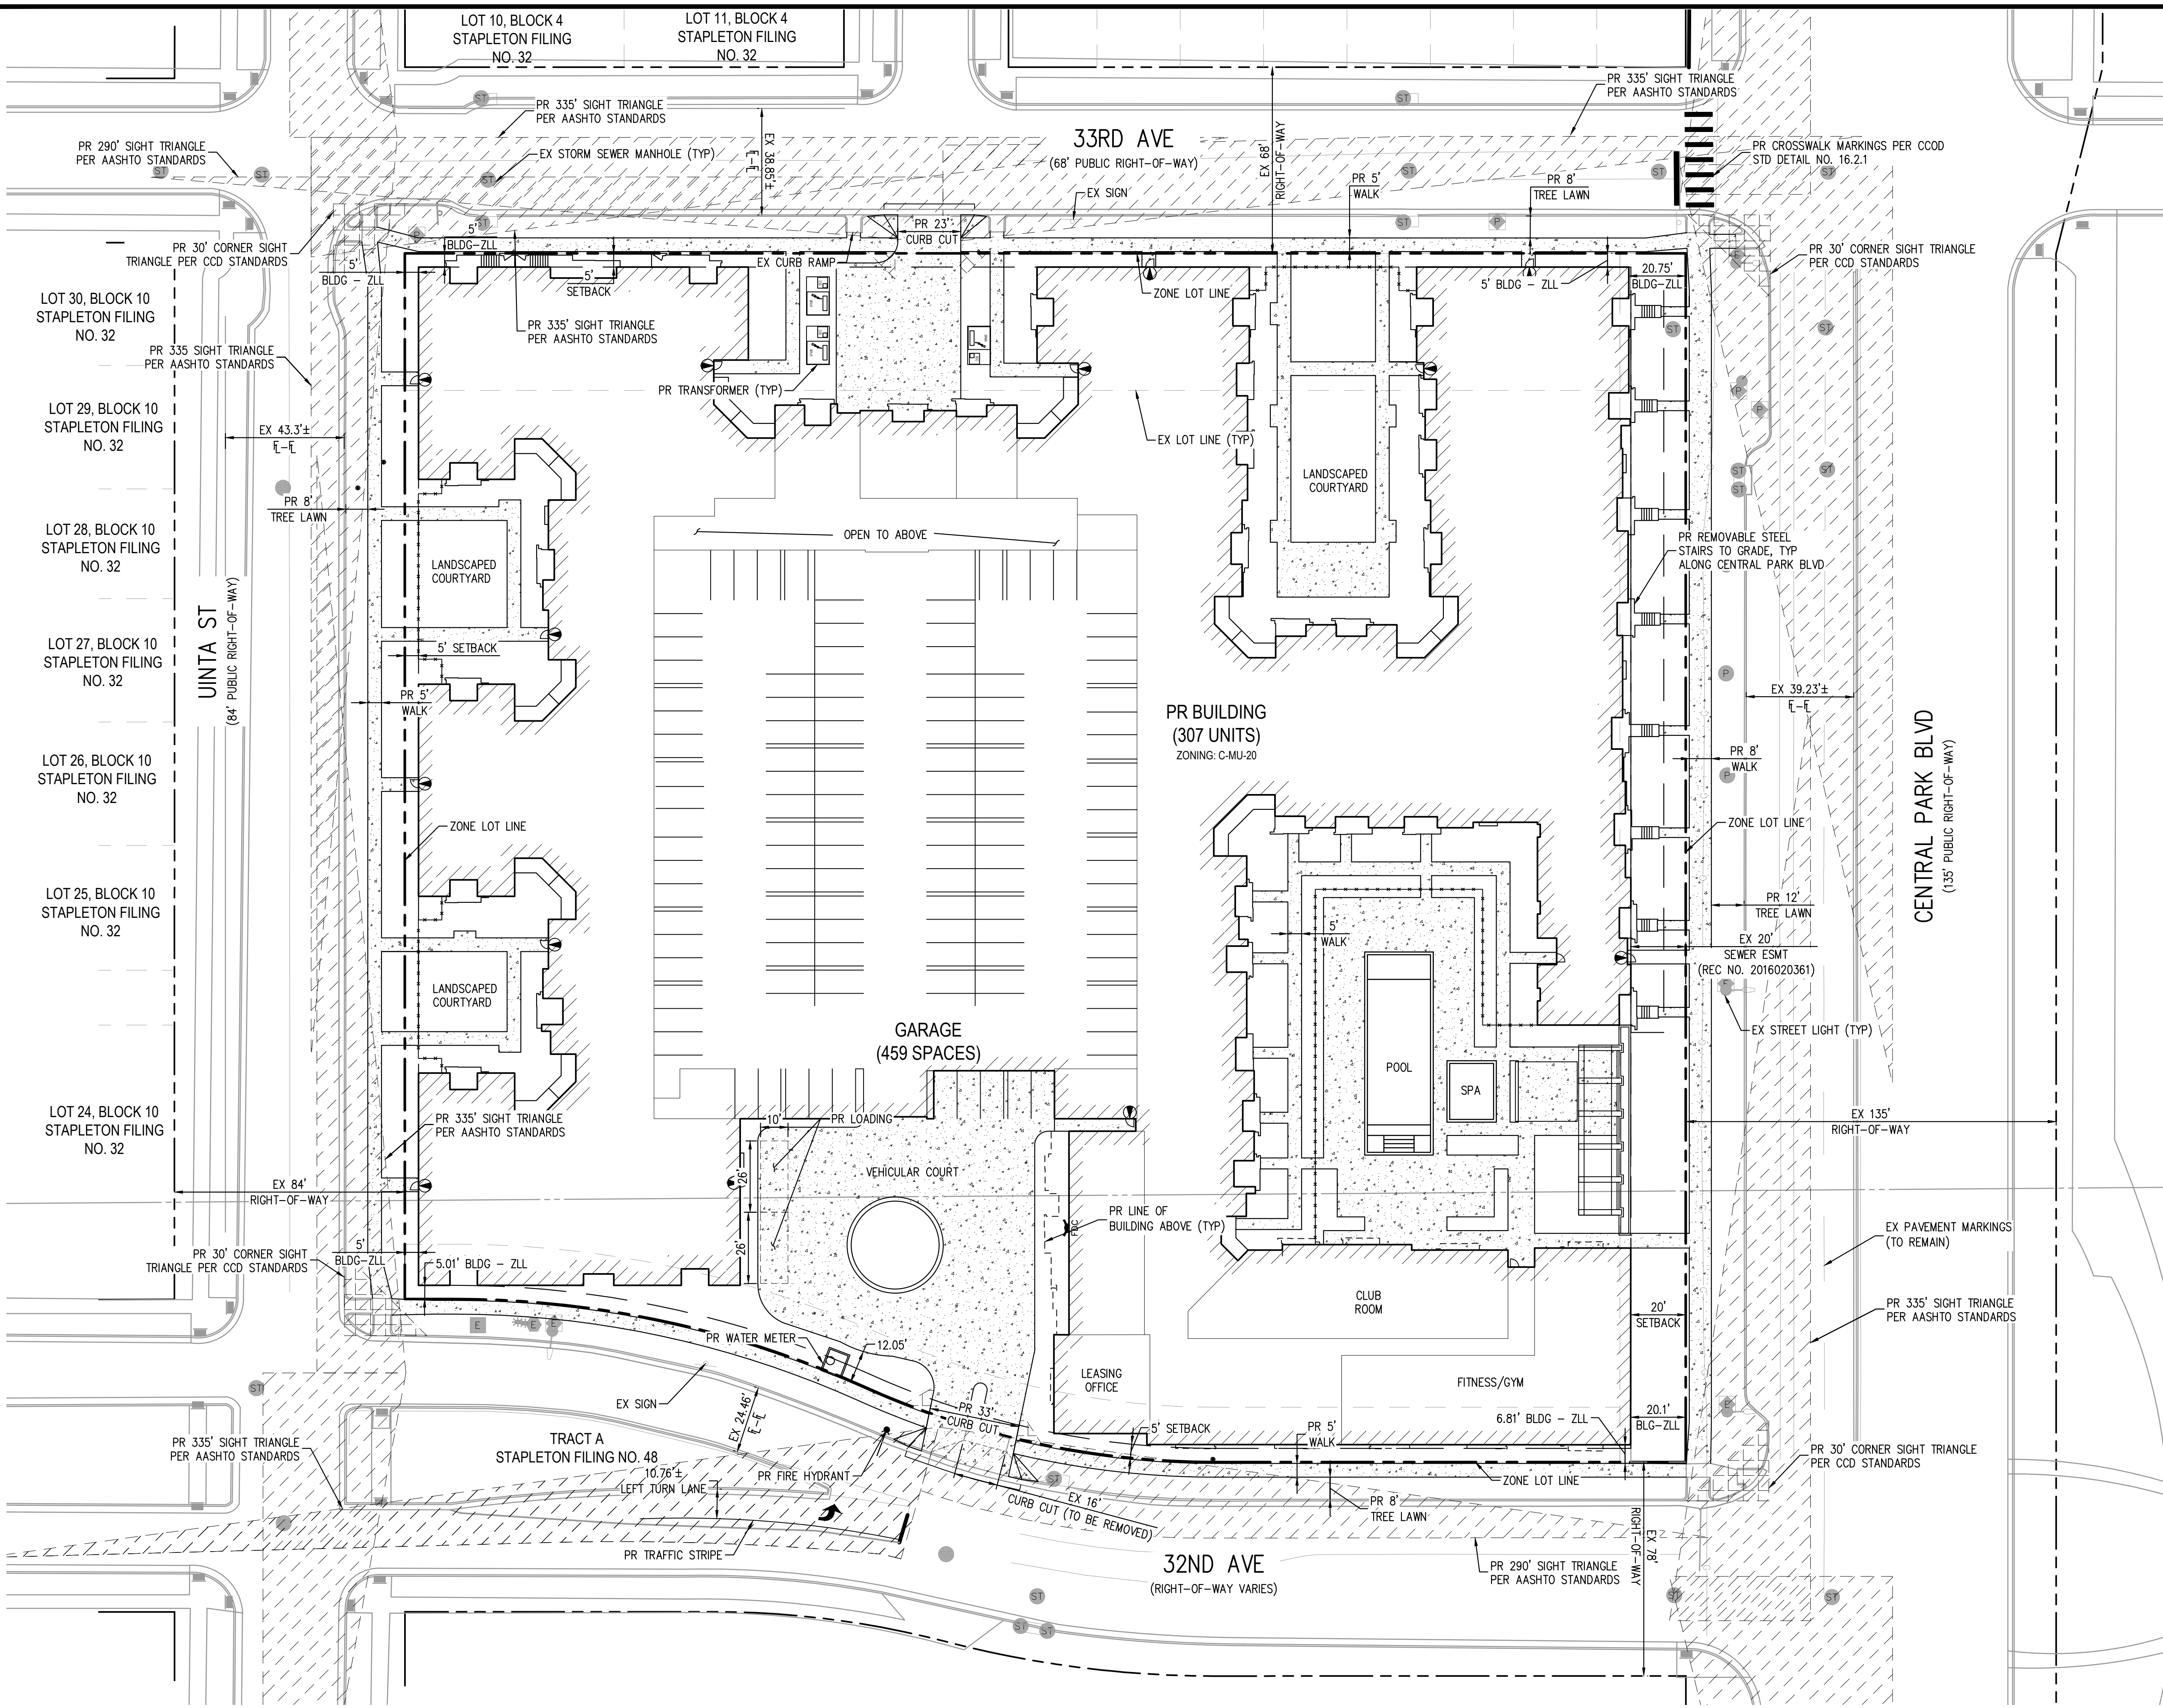 LOT 10, BLOCK 4
STAPLETON FILING
NO. 32
LOT 11, BLOCK 4
STAPLETON FILING
NO. 32
PR 335' SIGHT TRIANGLE
PER AASHTO STANDARDS
PR 335' SIGHT TRIANGLE
PER AASHTO STANDARDS
33RD AVE
(68' PUBLIC RIGHT-OF-WAY)
PR 290' SIGHT TRIANGLE
PER AASHTO STANDARDS
EX STORM SEWER MANHOLE (TYP)
EX 38.85'±
EX 68'
RIGHT-OF-WAY
PR CROSSWALK MARKINGS PER CCOD
STD DETAIL NO. 16.2.1
EX SIGN
PR 5'
WALK
PR 8'
TREE LAWN
PR 30' CORNER SIGHT
TRIANGLE PER CCD STANDARDS
5'
BLDG-ZLL
5'
BLDG - ZLL
5'
SETBACK
PR 23'
CURB CUT
EX CURB RAMP
ZONE LOT LINE
5' BLDG - ZLL
20.75'
BLDG-ZLL
PR 30' CORNER SIGHT TRIANGLE
PER CCD STANDARDS
LOT 30, BLOCK 10
STAPLETON FILING
NO. 32
PR 335 SIGHT TRIANGLE
PER AASHTO STANDARDS
PR 335' SIGHT TRIANGLE
PER AASHTO STANDARDS
PR TRANSFORMER (TYP)
EX LOT LINE (TYP)
LOT 29, BLOCK 10
STAPLETON FILING
NO. 32
EX 43.3'±
PR 8'
TREE LAWN
LANDSCAPED
COURTYARD
OPEN TO ABOVE
LOT 28, BLOCK 10
STAPLETON FILING
NO. 32
LANDSCAPED
COURTYARD
PR REMOVABLE STEEL
STAIRS TO GRADE, TYP
ALONG CENTRAL PARK BLVD
UINTA ST
(84' PUBLIC RIGHT-OF-WAY)
LOT 27, BLOCK 10
STAPLETON FILING
NO. 32
5' SETBACK
PR 5'
WALK
EX 39.23'±
PR BUILDING
(307 UNITS)
ZONING: C-MU-20
CENTRAL PARK BLVD
(135' PUBLIC RIGHT-OF-WAY)
PR 8'
WALK
LOT 26, BLOCK 10
STAPLETON FILING
NO. 32
ZONE LOT LINE
ZONE LOT LINE
LOT 25, BLOCK 10
STAPLETON FILING
NO. 32
PR 12'
TREE LAWN
5'
WALK
EX 20'
SEWER ESMT
(REC NO. 2016020361)
LANDSCAPED
COURTYARD
GARAGE
(459 SPACES)
EX STREET LIGHT (TYP)
POOL
SPA
LOT 24, BLOCK 10
STAPLETON FILING
NO. 32
PR 335' SIGHT TRIANGLE
PER AASHTO STANDARDS
10'
PR LOADING
EX 135'
RIGHT-OF-WAY
26'
VEHICULAR COURT
EX 84'
RIGHT-OF-WAY
PR LINE OF
BUILDING ABOVE (TYP)
FDC
26'
EX PAVEMENT MARKINGS
(TO REMAIN)
PR 30' CORNER SIGHT
TRIANGLE PER CCD STANDARDS
5'
BLDG-ZLL
5.01' BLDG - ZLL
CLUB
ROOM
20'
SETBACK
PR 335' SIGHT TRIANGLE
PER AASHTO STANDARDS
PR WATER METER
12.05'
LEASING
OFFICE
FITNESS/GYM
EX SIGN
EX 24.46'
PR 33'
CURB CUT
5' SETBACK
PR 5'
WALK
6.81' BLDG - ZLL
20.1'
BLG-ZLL
PR 335' SIGHT TRIANGLE
PER AASHTO STANDARDS
TRACT A
STAPLETON FILING NO. 48
10.76'±
LEFT TURN LANE
PR FIRE HYDRANT
PR 30' CORNER SIGHT TRIANGLE
PER CCD STANDARDS
ZONE LOT LINE
EX 16'
CURB CUT (TO BE REMOVED)
PR 8'
TREE LAWN
EX 78'
RIGHT-OF-WAY
PR TRAFFIC STRIPE
32ND AVE
(RIGHT-OF-WAY VARIES)
PR 290' SIGHT TRIANGLE
PER AASHTO STANDARDS